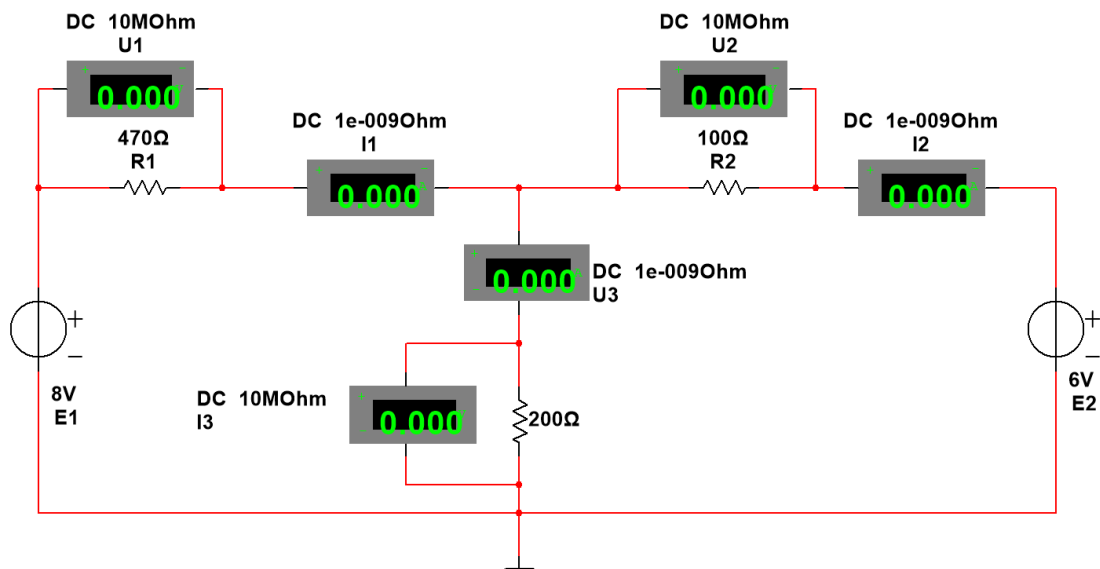 DC 10MOhm
U1
0.000
470Ω
R1
DC 1e-009Ohm
I1
0.000
DC 10MOhm
U2
0.000
100Ω
R2
DC 1e-009Ohm
I2
0.000
DC 1e-009Ohm
U3
0.000
DC 10MOhm
I3
0.000
200Ω
8V
E1
6V
E2